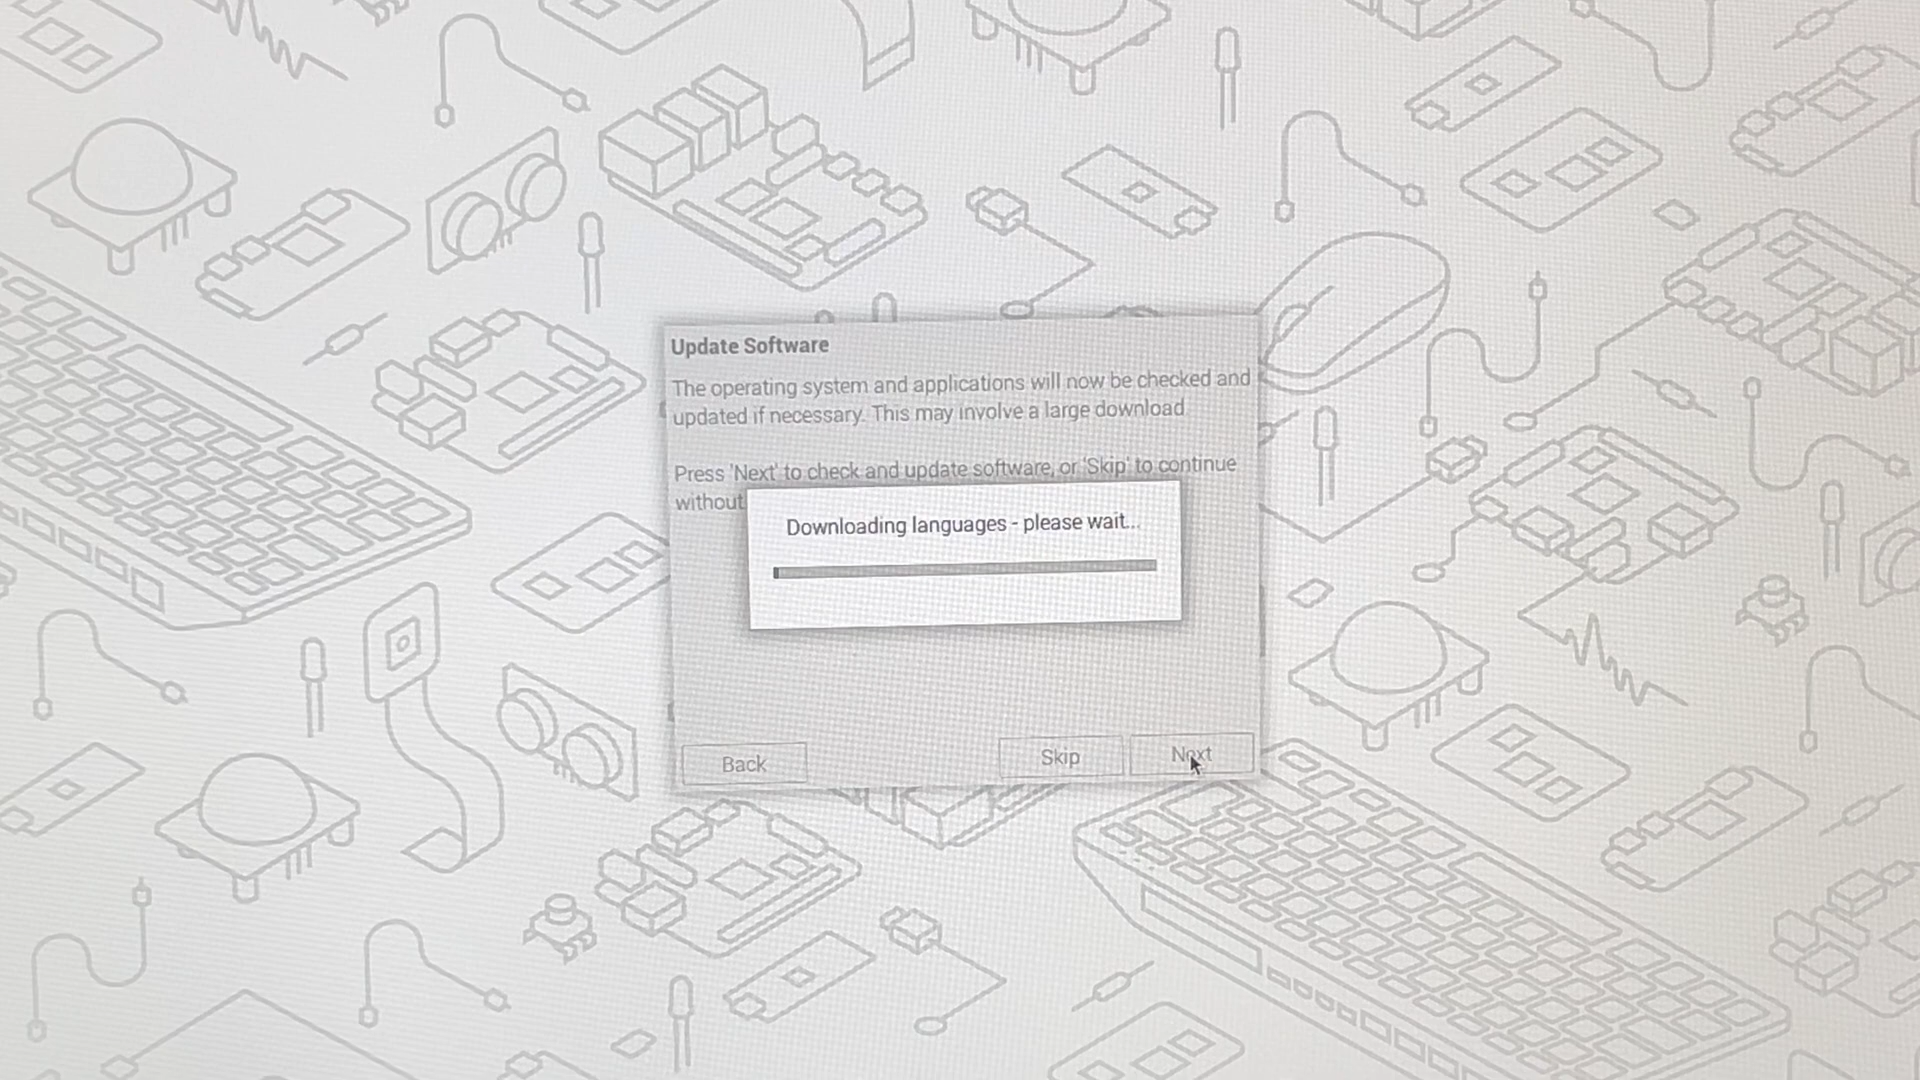 Update Software
The operating system and applications will now be checked and
updated if necessary. This may involve a large download
Press 'Next' to check and update software, or 'Skip' to continue
without
Downloading languages - please wait...
Back
Skip
Next